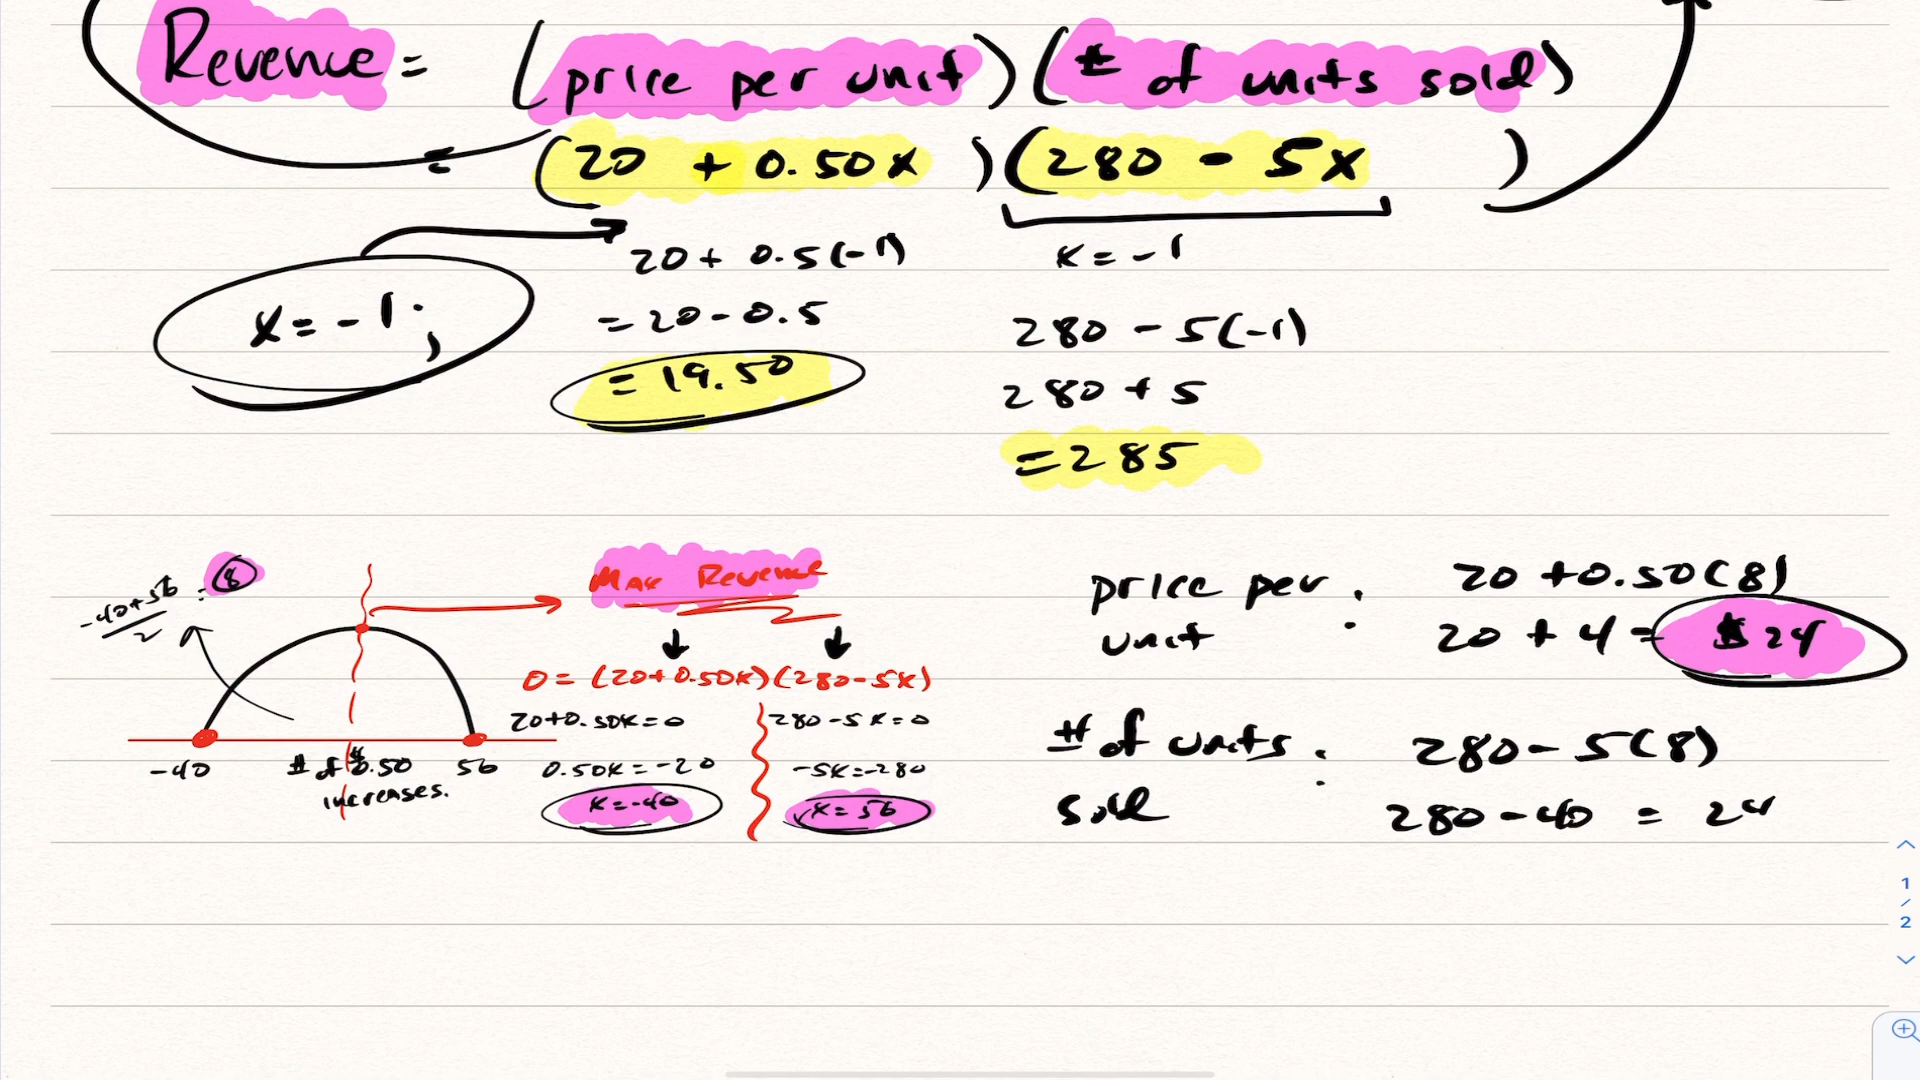 Revenue = (price per unit)(# of units sold)
= (20 + 0.50x)(280 - 5x)
x = -1;
20 + 0.5(-1)
= 20 - 0.5
= 19.50
x = -1
280 - 5(-1)
280 + 5
= 285
-40+56
2
= 8
-40
# of $0.50
increases.
56
Max Revenue
0 = (20+0.50x)(280-5x)
20+0.50x=0
0.50x=-20
x=-40
280-5x=0
-5x=-280
x=56
price per unit :
20 +0.50(8)
20 + 4 = $24
# of units sold :
280 - 5(8)
280 - 40 = 24
1
/
2